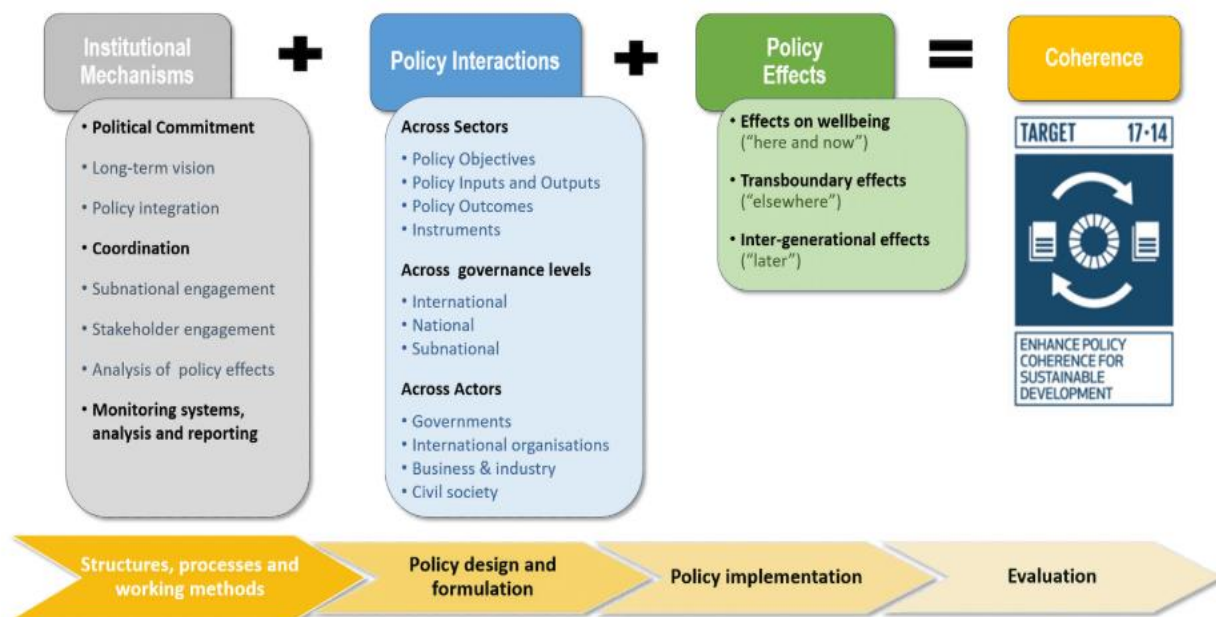 Institutional
Mechanisms
• Political Commitment
• Long-term vision
• Policy integration
• Coordination
• Subnational engagement
• Stakeholder engagement
• Analysis of policy effects
• Monitoring systems,
analysis and reporting
+
Policy Interactions
Across Sectors
• Policy Objectives
• Policy Inputs and Outputs
• Policy Outcomes
• Instruments
Across governance levels
• International
• National
• Subnational
Across Actors
• Governments
• International organisations
• Business & industry
• Civil society
+
Policy
Effects
• Effects on wellbeing
(“here and now”)
• Transboundary effects
(“elsewhere”)
• Inter-generational effects
(“later”)
=
Coherence
TARGET 17·14
ENHANCE POLICY
COHERENCE FOR
SUSTAINABLE
DEVELOPMENT
Structures, processes and
working methods
Policy design and
formulation
Policy implementation
Evaluation